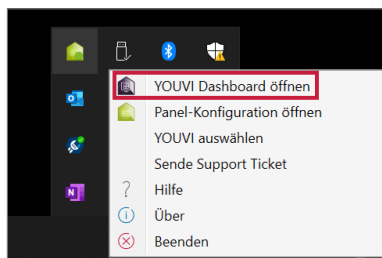 YOUVI Dashboard öffnen
Panel-Konfiguration öffnen
YOUVI auswählen
Sende Support Ticket
? Hilfe
Über
Beenden